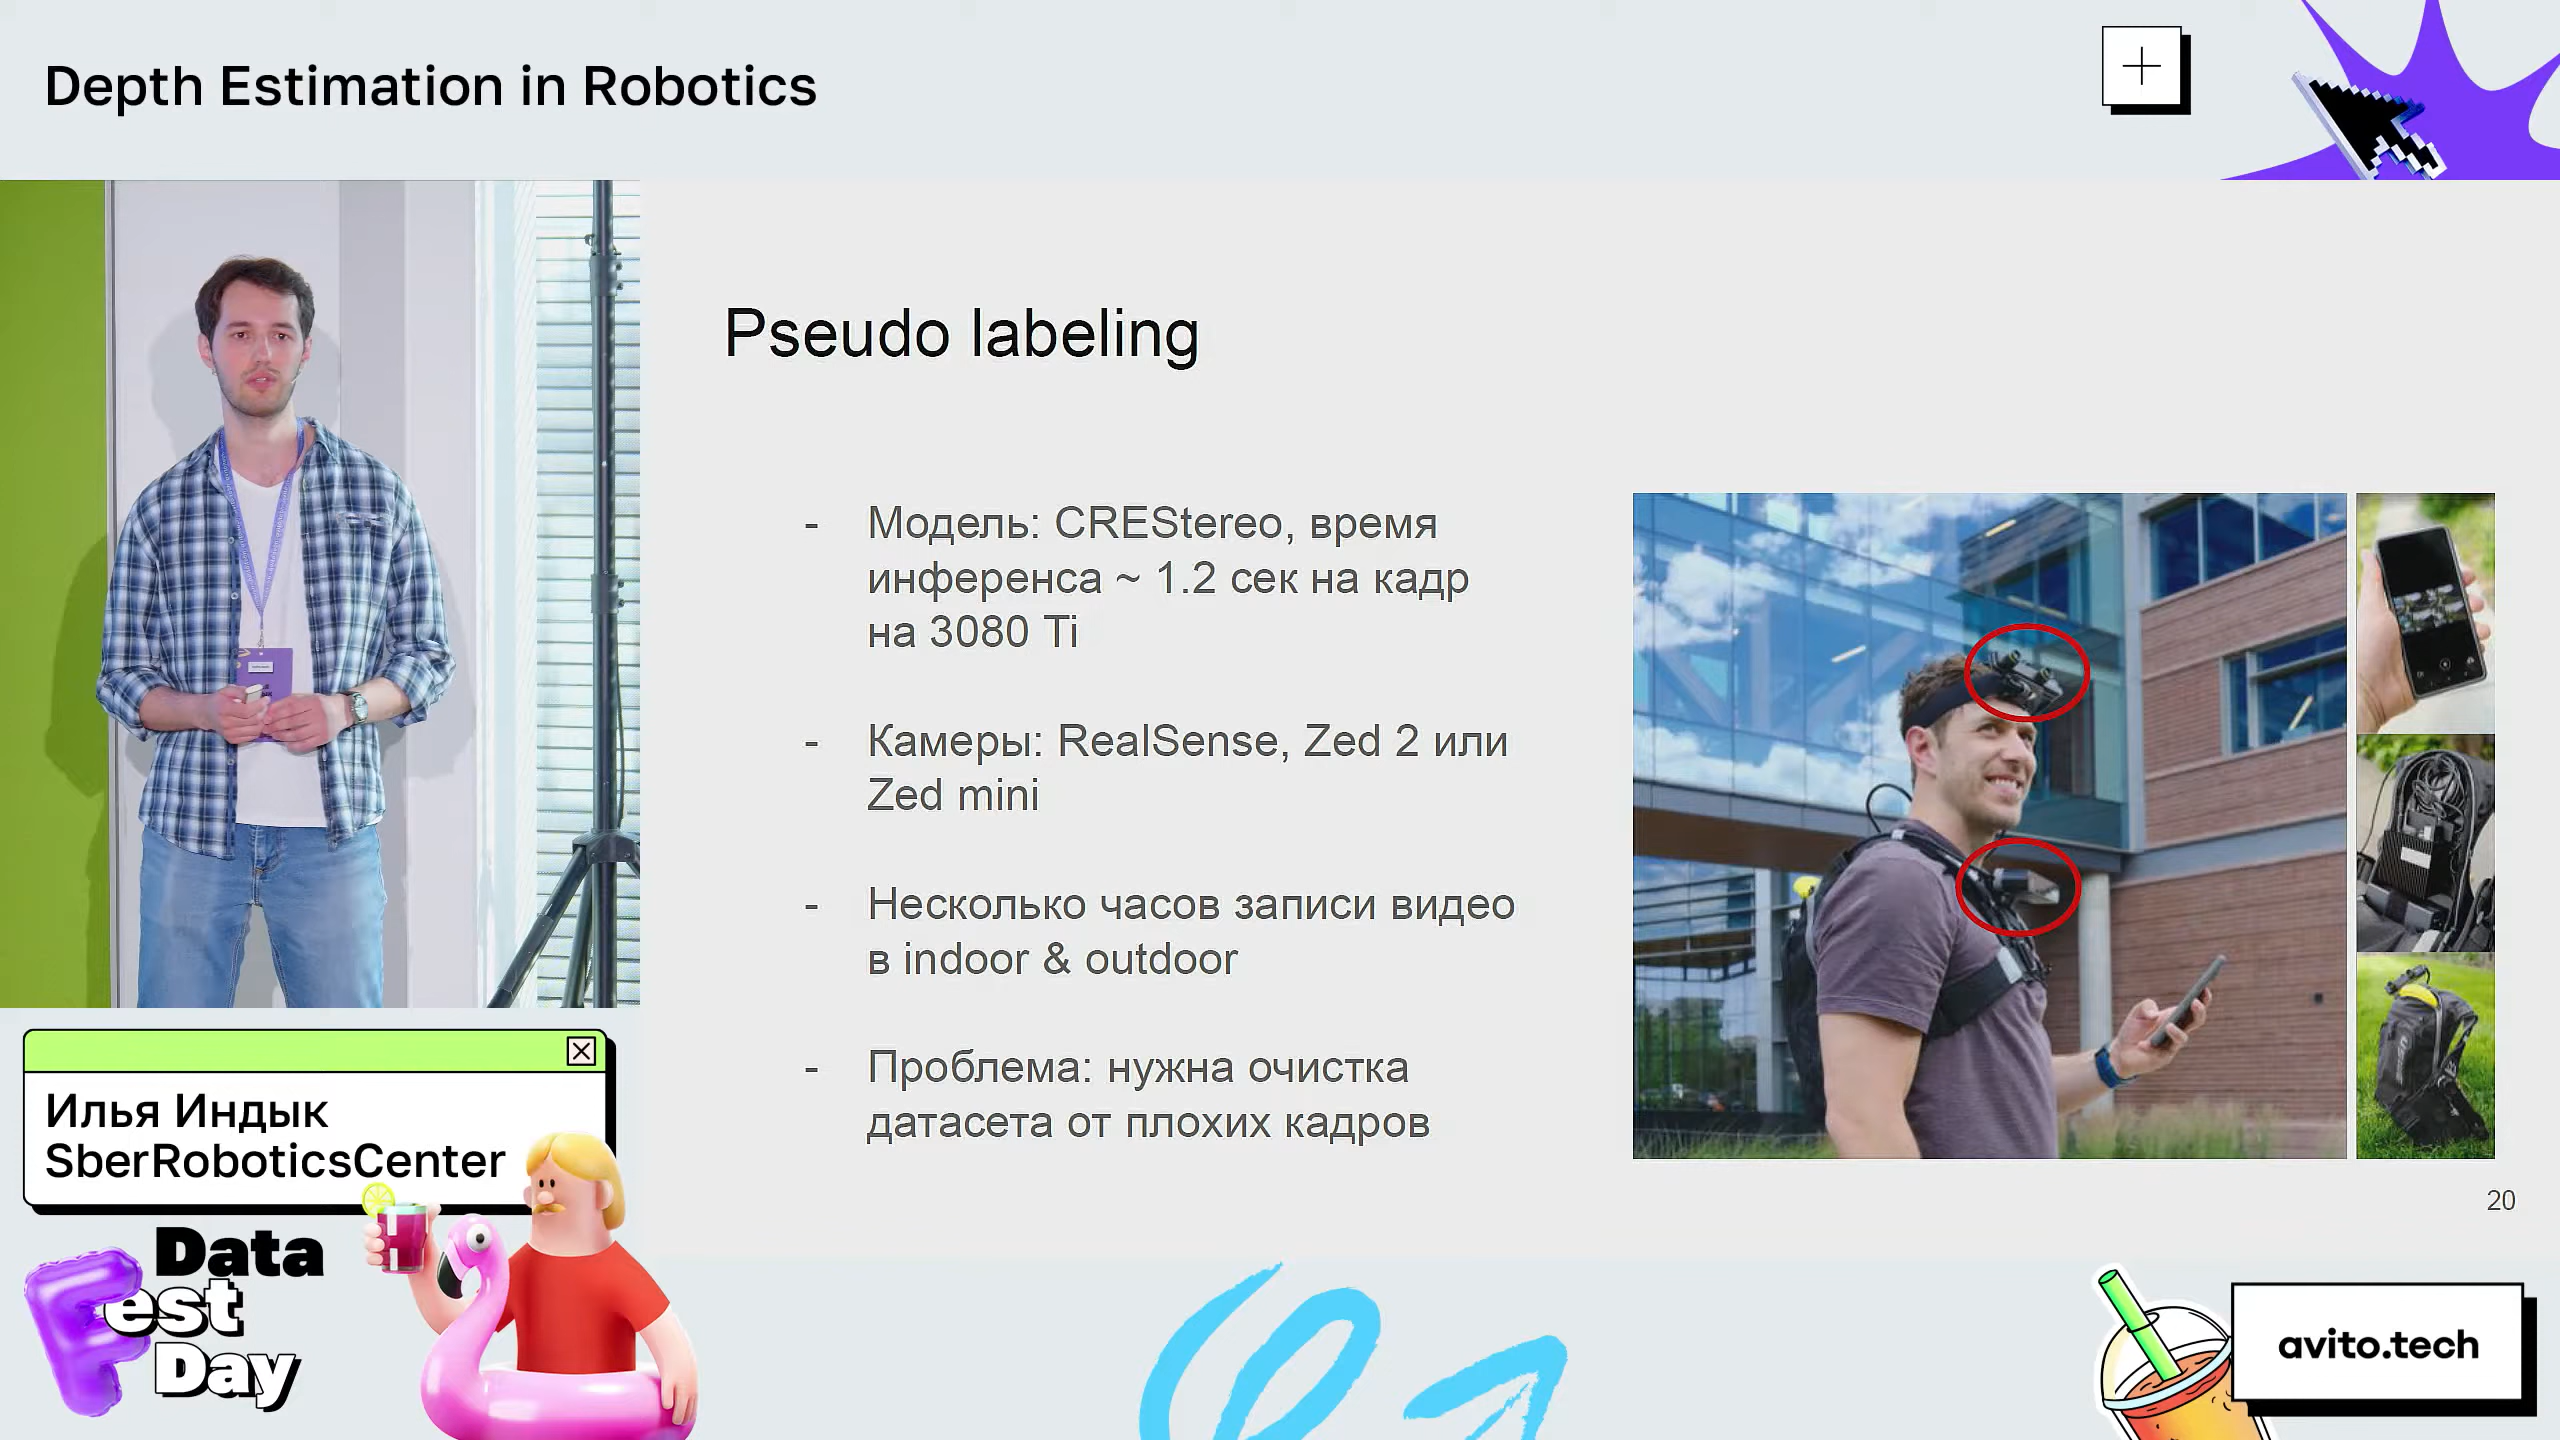 Depth Estimation in Robotics
Pseudo labeling
- Модель: CREStereo, время
инференса ~ 1.2 сек на кадр
на 3080 Ti
- Камеры: RealSense, Zed 2 или
Zed mini
- Несколько часов записи видео
в indoor & outdoor
- Проблема: нужна очистка
датасета от плохих кадров
20
Илья Индык
SberRoboticsCenter
Data
Fest
Day
avito.tech